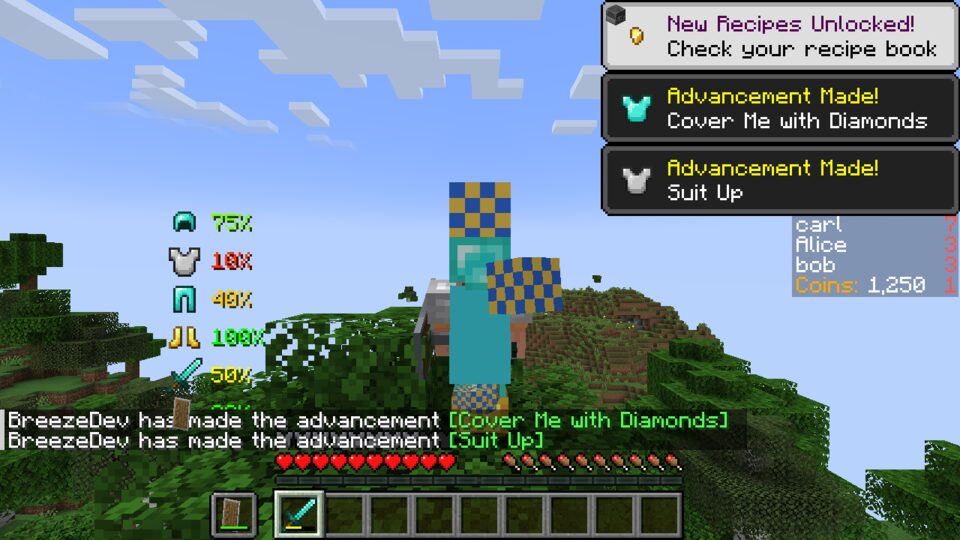 New Recipes Unlocked!
Check your recipe book
Advancement Made!
Cover Me with Diamonds
Advancement Made!
Suit Up
carl
Alice 3
bob
Coins: 1,250 1
75%
10%
40%
100%
50%
BreezeDev has made the advancement [Cover Me with Diamonds]
BreezeDev has made the advancement [Suit Up]